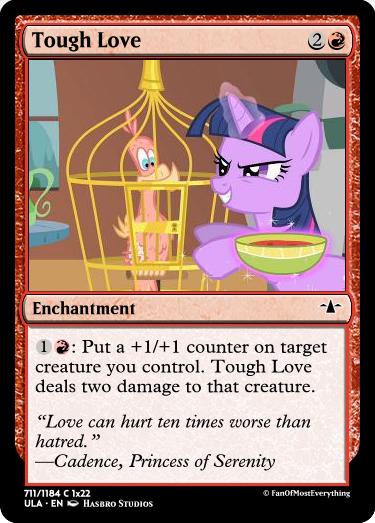 Tough Love 2
Enchantment
1 : Put a +1/+1 counter on target
creature you control. Tough Love
deals two damage to that creature.
“Love can hurt ten times worse than
hatred.”
—Cadence, Princess of Serenity
711/1184 C 1x22
ULA • EN Hasbro Studios
© FanOfMostEverything